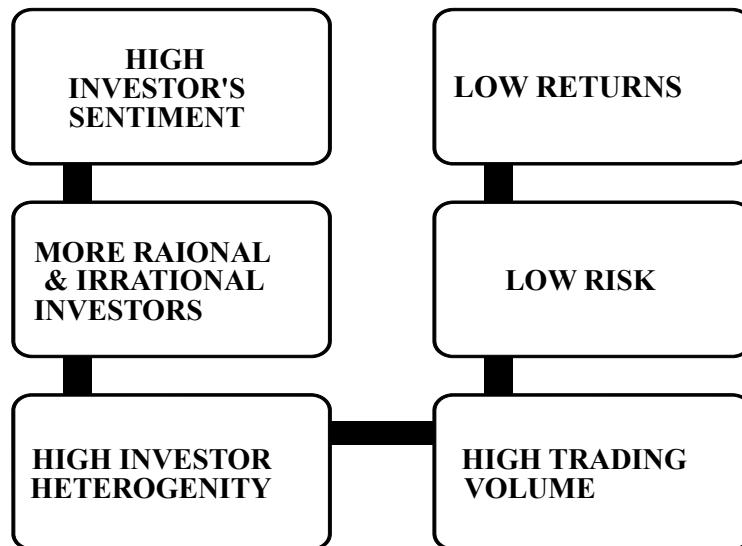 HIGH
INVESTOR'S
SENTIMENT
MORE RAIONAL
& IRRATIONAL
INVESTORS
HIGH INVESTOR
HETEROGENITY
HIGH TRADING
VOLUME
LOW RISK
LOW RETURNS